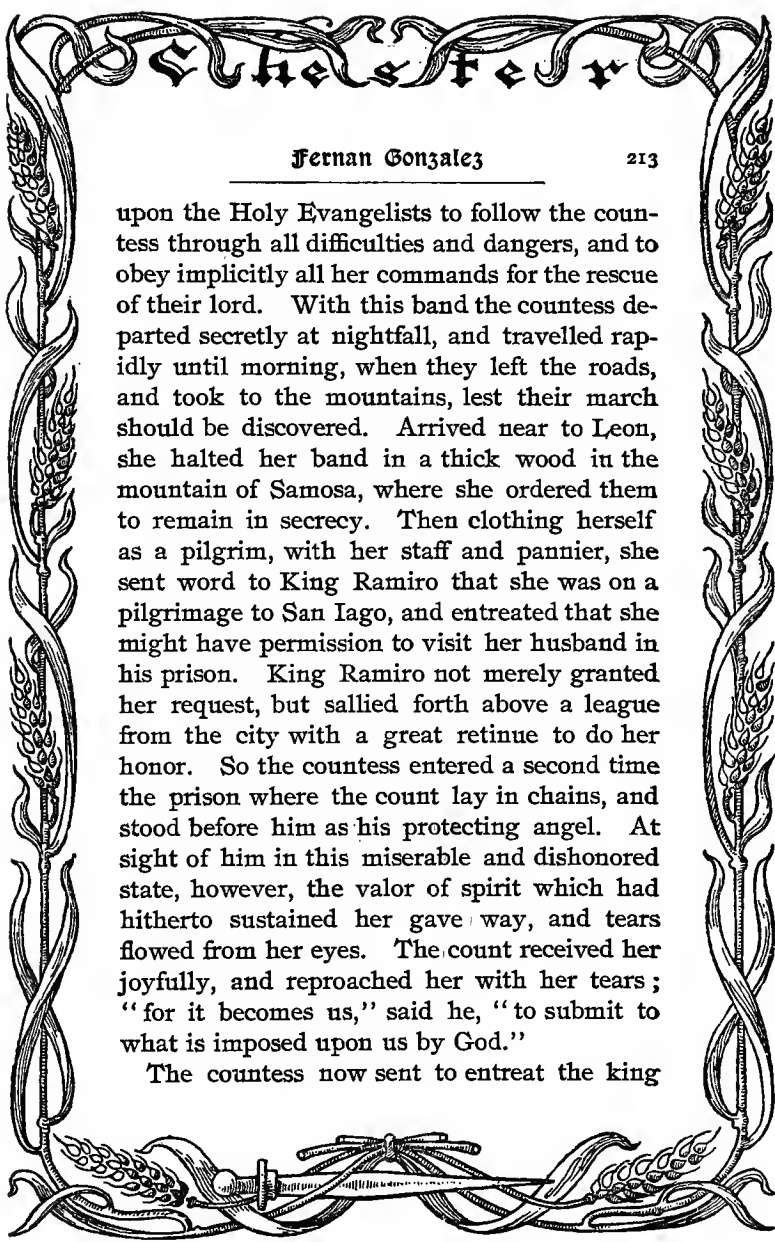 Chester
Fernan Gonzalez 213
upon the Holy Evangelists to follow the coun-
tess through all difficulties and dangers, and to
obey implicitly all her commands for the rescue
of their lord. With this band the countess de-
parted secretly at nightfall, and travelled rap-
idly until morning, when they left the roads,
and took to the mountains, lest their march
should be discovered. Arrived near to Leon,
she halted her band in a thick wood in the
mountain of Samosa, where she ordered them
to remain in secrecy. Then clothing herself
as a pilgrim, with her staff and pannier, she
sent word to King Ramiro that she was on a
pilgrimage to San Iago, and entreated that she
might have permission to visit her husband in
his prison. King Ramiro not merely granted
her request, but sallied forth above a league
from the city with a great retinue to do her
honor. So the countess entered a second time
the prison where the count lay in chains, and
stood before him as his protecting angel. At
sight of him in this miserable and dishonored
state, however, the valor of spirit which had
hitherto sustained her gave way, and tears
flowed from her eyes. The count received her
joyfully, and reproached her with her tears;
"for it becomes us," said he, "to submit to
what is imposed upon us by God."
The countess now sent to entreat the king